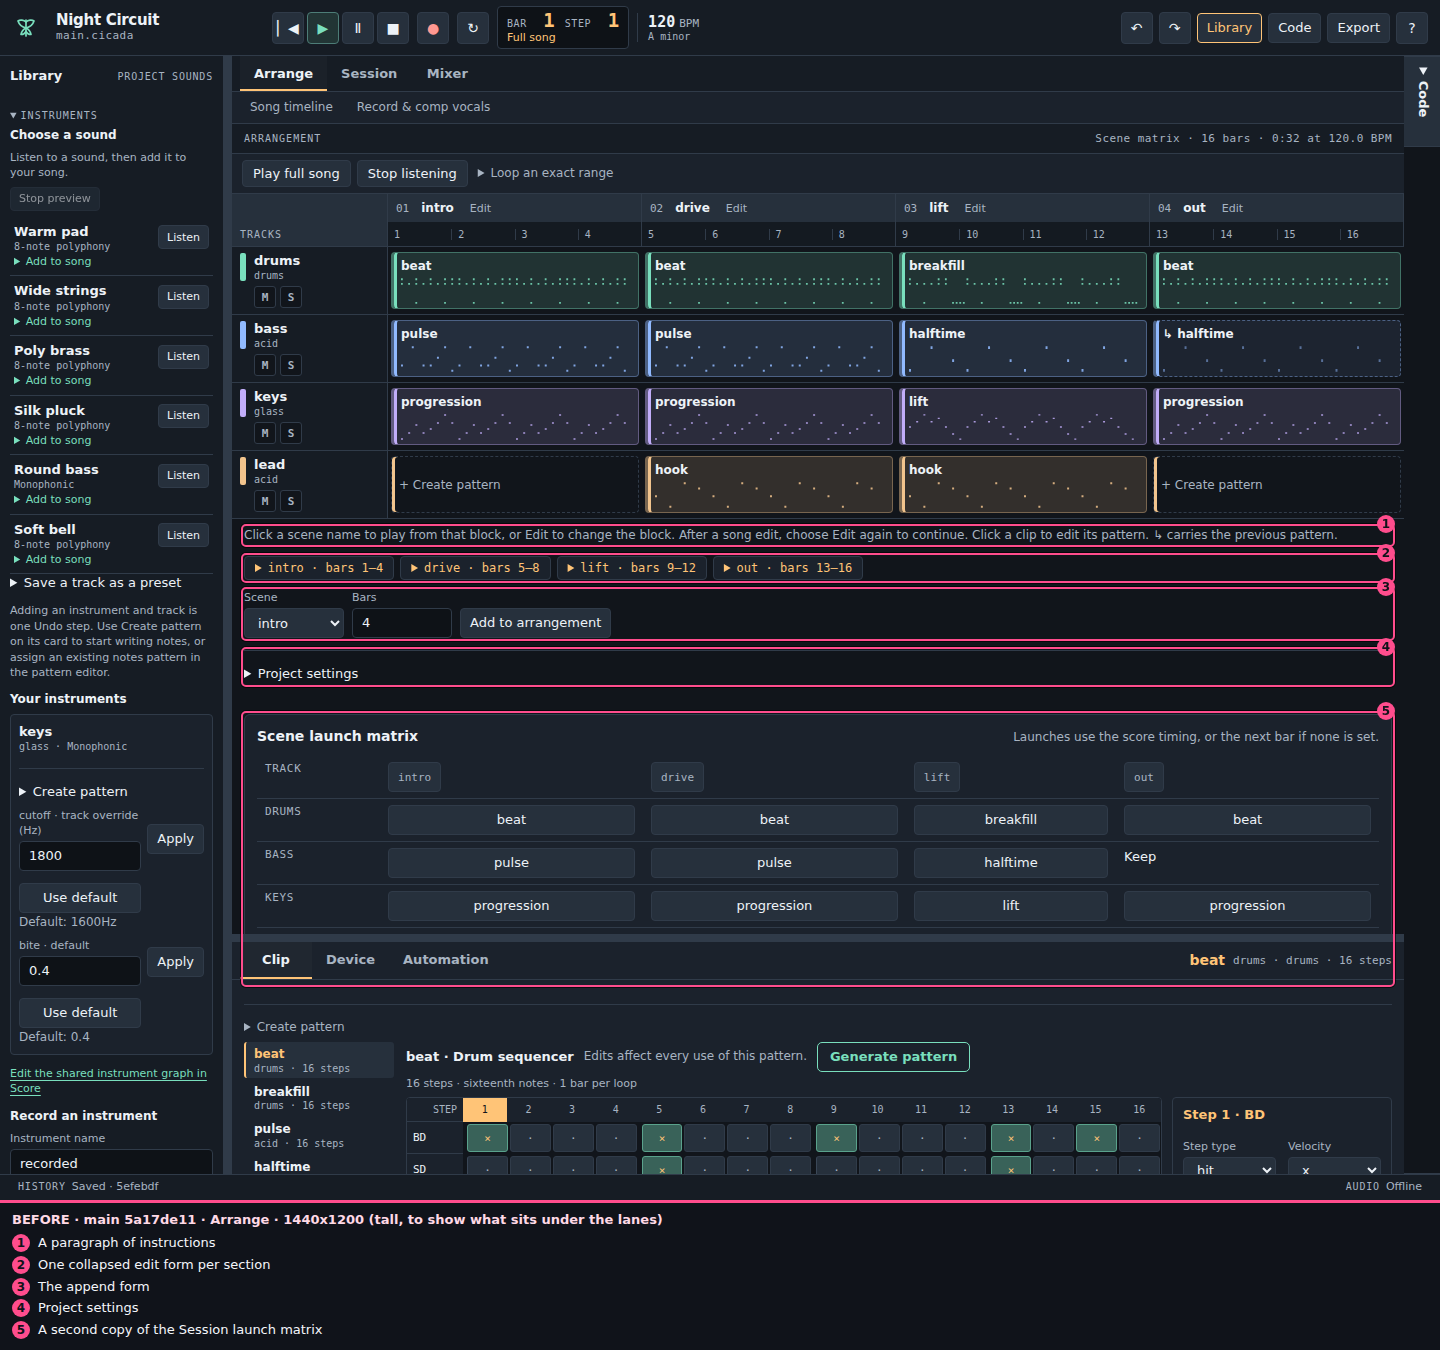 Night Circuit
main.cicada
BAR 1 STEP 1
Full song
120 BPM
A minor
Library
Code
Export
?
Library
PROJECT SOUNDS
INSTRUMENTS
Choose a sound
Listen to a sound, then add it to
your song.
Stop preview
Warm pad
8-note polyphony
Add to song
Listen
Wide strings
8-note polyphony
Add to song
Listen
Poly brass
8-note polyphony
Add to song
Listen
Silk pluck
8-note polyphony
Add to song
Listen
Round bass
Monophonic
Add to song
Listen
Soft bell
8-note polyphony
Add to song
Listen
Save a track as a preset
Adding an instrument and track is
one Undo step. Use Create pattern
on its card to start writing notes, or
assign an existing notes pattern in
the pattern editor.
Your instruments
keys
glass · Monophonic
Create pattern
cutoff · track override
(Hz)
1800
Apply
Use default
Default: 1600Hz
bite · default
0.4
Apply
Use default
Default: 0.4
Edit the shared instrument graph in
Score
Record an instrument
Instrument name
recorded
Arrange
Session
Mixer
Song timeline
Record & comp vocals
ARRANGEMENT
Scene matrix · 16 bars · 0:32 at 120.0 BPM
Play full song
Stop listening
Loop an exact range
01 intro Edit
02 drive Edit
03 lift Edit
04 out Edit
TRACKS
1 2 3 4 5 6 7 8 9 10 11 12 13 14 15 16
drums
drums
M S
beat
beat
breakfill
beat
bass
acid
M S
pulse
pulse
halftime
↳ halftime
keys
glass
M S
progression
progression
lift
progression
lead
acid
M S
+ Create pattern
hook
hook
+ Create pattern
1
Click a scene name to play from that block, or Edit to change the block. After a song edit, choose Edit again to continue. Click a clip to edit its pattern. ↳ carries the previous pattern.
2
intro · bars 1–4
drive · bars 5–8
lift · bars 9–12
out · bars 13–16
3
Scene
Bars
intro
4
Add to arrangement
4
Project settings
5
Scene launch matrix
Launches use the score timing, or the next bar if none is set.
TRACK intro drive lift out
DRUMS beat beat breakfill beat
BASS pulse pulse halftime Keep
KEYS progression progression lift progression
Clip
Device
Automation
beat drums · drums · 16 steps
Create pattern
beat
drums · 16 steps
breakfill
drums · 16 steps
pulse
acid · 16 steps
halftime
beat · Drum sequencer
Edits affect every use of this pattern.
Generate pattern
16 steps · sixteenth notes · 1 bar per loop
STEP 1 2 3 4 5 6 7 8 9 10 11 12 13 14 15 16
BD × · · · × · · · × · · · × · × ·
SD · · · · × · · · · · · · × · · ·
Step 1 · BD
Step type
Velocity
hit
x
Code
HISTORY Saved · 5efebdf
AUDIO Offline
BEFORE · main 5a17de11 · Arrange · 1440x1200 (tall, to show what sits under the lanes)
1 A paragraph of instructions
2 One collapsed edit form per section
3 The append form
4 Project settings
5 A second copy of the Session launch matrix